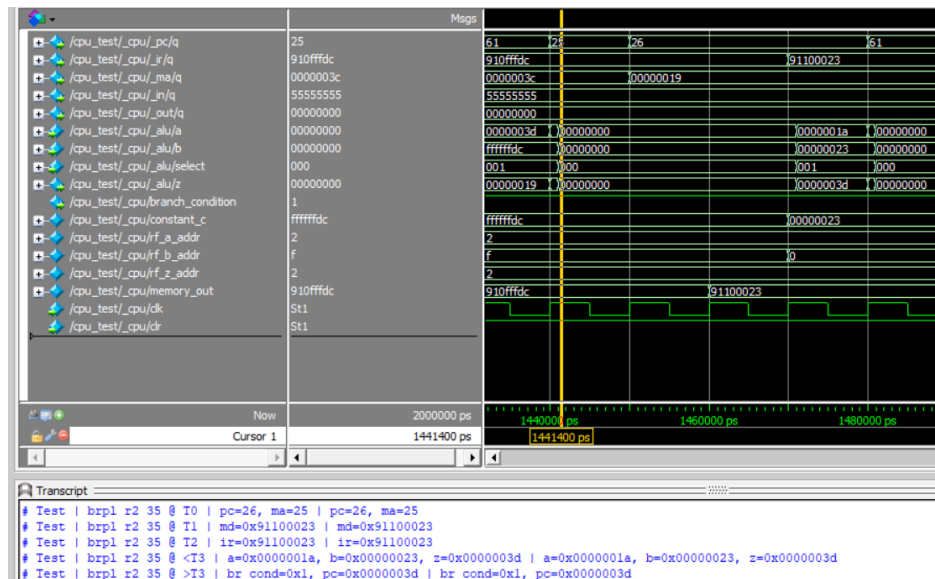 Msgs
/cpu_test/_cpu/_pc/q 25 61 25 26 61
/cpu_test/_cpu/_ir/q 910fffdc 910fffdc 91100023
/cpu_test/_cpu/_ma/q 0000003c 0000003c 00000019
/cpu_test/_cpu/_in/q 55555555 55555555
/cpu_test/_cpu/_out/q 00000000 00000000
/cpu_test/_cpu/_alu/a 00000000 0000003d 00000000 0000001a 00000000
/cpu_test/_cpu/_alu/b 00000000 ffffffdc 00000000 00000023 00000000
/cpu_test/_cpu/_alu/select 000 001 000 001 000
/cpu_test/_cpu/_alu/z 00000000 00000019 00000000 0000003d 00000000
/cpu_test/_cpu/branch_condition 1
/cpu_test/_cpu/constant_c ffffffdc ffffffdc 00000023
/cpu_test/_cpu/rf_a_addr 2 2
/cpu_test/_cpu/rf_b_addr f f 0
/cpu_test/_cpu/rf_z_addr 2 2
/cpu_test/_cpu/memory_out 910fffdc 910fffdc 91100023
/cpu_test/_cpu/clk St1
/cpu_test/_cpu/clr St1
Now 2000000 ps 1440000 ps 1460000 ps 1480000 ps
Cursor 1 1441400 ps 1441400 ps
Transcript
# Test | brpl r2 35 @ T0 | pc=26, ma=25 | pc=26, ma=25
# Test | brpl r2 35 @ T1 | md=0x91100023 | md=0x91100023
# Test | brpl r2 35 @ T2 | ir=0x91100023 | ir=0x91100023
# Test | brpl r2 35 @ <T3 | a=0x0000001a, b=0x00000023, z=0x0000003d | a=0x0000001a, b=0x00000023, z=0x0000003d
# Test | brpl r2 35 @ >T3 | br_cond=0x1, pc=0x0000003d | br_cond=0x1, pc=0x0000003d